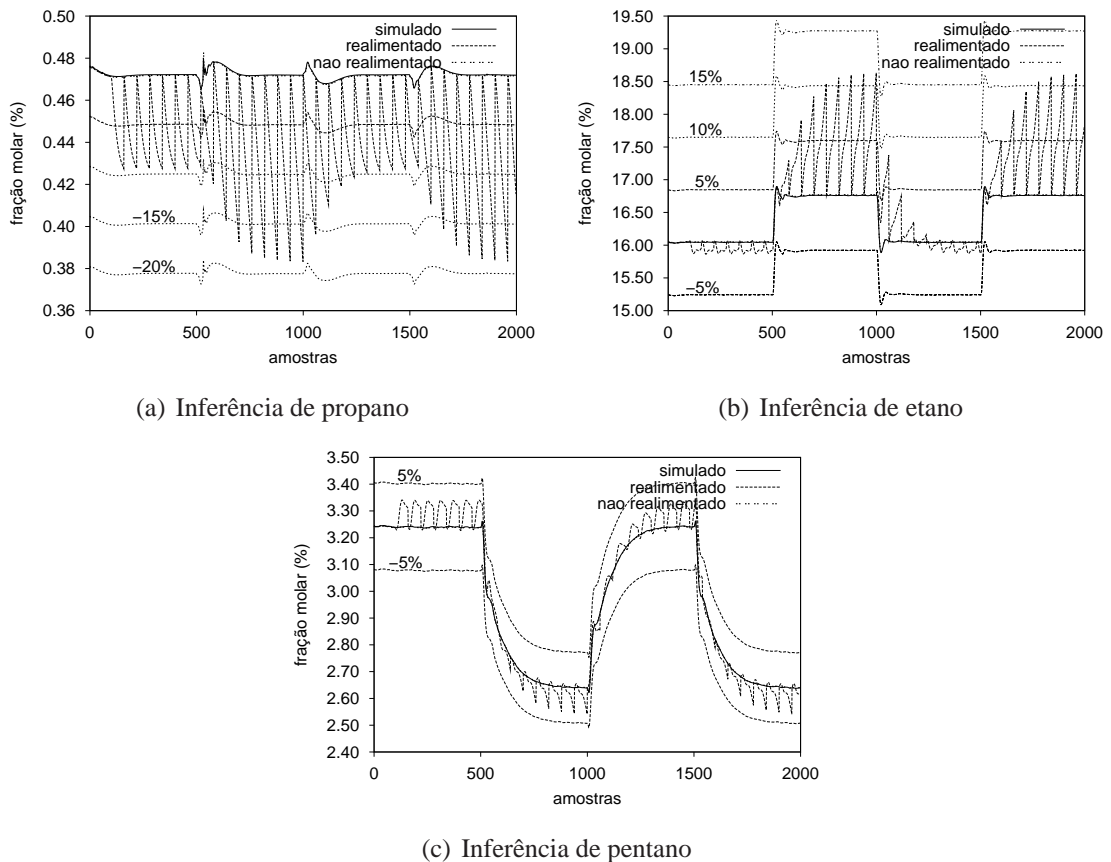 0.50
0.48
0.46
0.44
0.42
0.40
0.38
0.36
fração molar (%)
simulado
realimentado
nao realimentado
−15%
−20%
0
500
1000
1500
2000
amostras
(a) Inferência de propano
19.50
19.00
18.50
18.00
17.50
17.00
16.50
16.00
15.50
15.00
fração molar (%)
simulado
realimentado
nao realimentado
15%
10%
5%
−5%
0
500
1000
1500
2000
amostras
(b) Inferência de etano
3.50
3.40
3.30
3.20
3.10
3.00
2.90
2.80
2.70
2.60
2.50
2.40
fração molar (%)
simulado
realimentado
nao realimentado
5%
−5%
0
500
1000
1500
2000
amostras
(c) Inferência de pentano